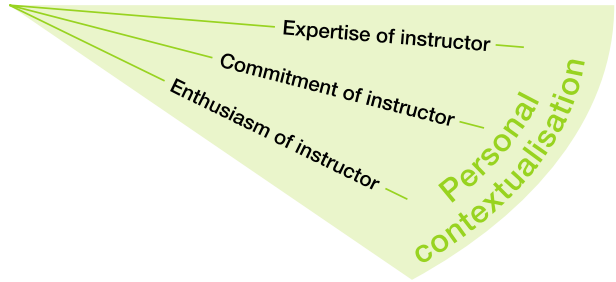 Expertise of instructor
Commitment of instructor
Enthusiasm of instructor
Personal
contextualisation